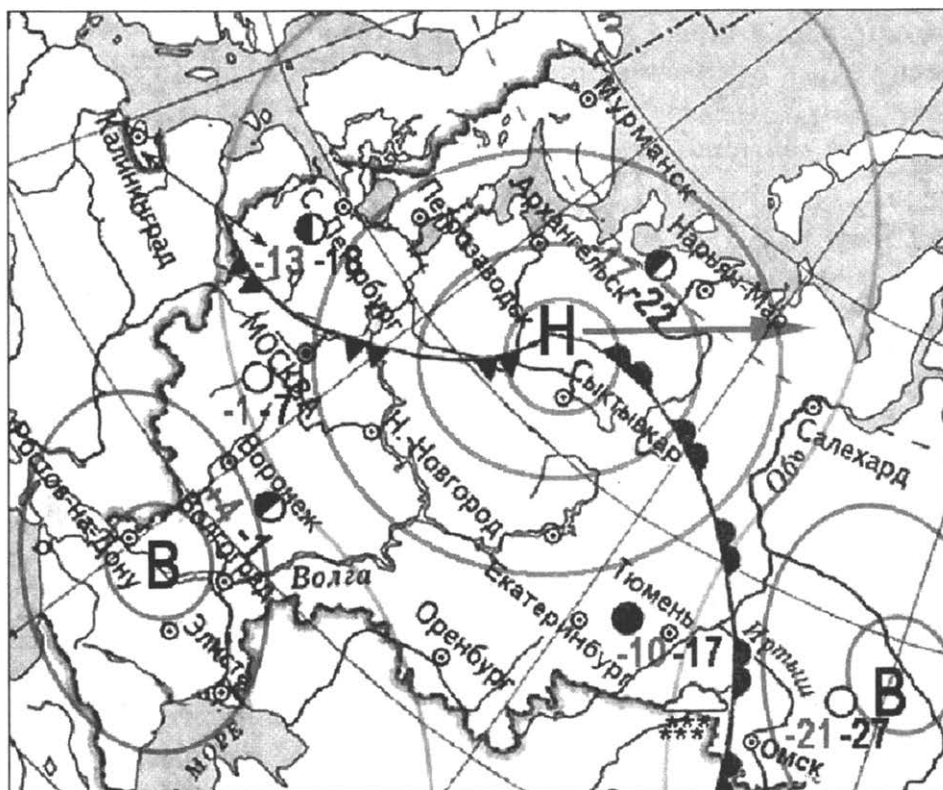 Мурманск
Калининград
С.-Петербург
Петрозаводск
Архангельск
Нарьян-Мар
-13 -18
-17 -22
МОСКВА
Н
Сыктывкар
-1 -7
Салехард
Обь
Ростов-на-Дону
Воронеж
Н.-Новгород
+4 -1
Волгоград
В
Волга
Екатеринбург
Тюмень
Элиста
Оренбург
-10 -17
Иртыш
В
*** ***
-21 -27
МОРЕ
Омск